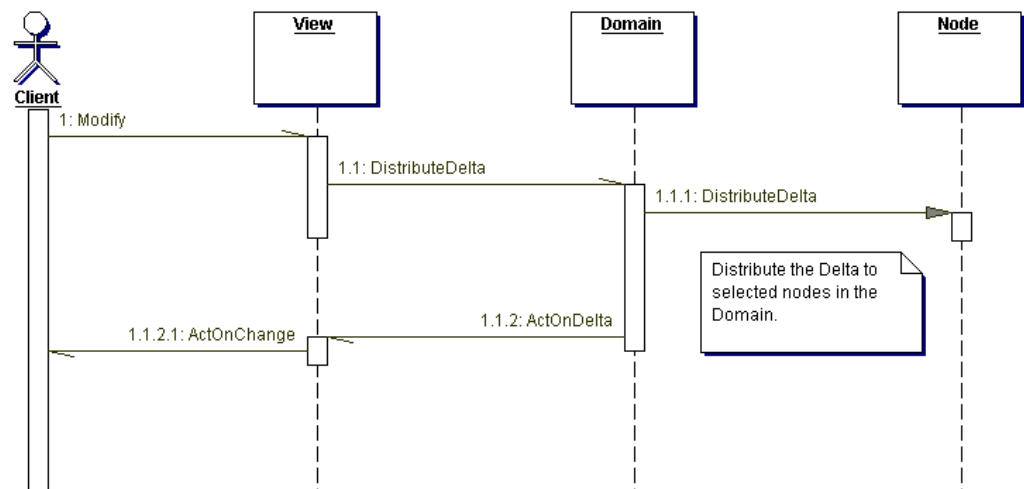 View
Domain
Node
Client
1: Modify
1.1: DistributeDelta
1.1.1: DistributeDelta
Distribute the Delta to
selected nodes in the
Domain.
1.1.2: ActOnDelta
1.1.2.1: ActOnChange